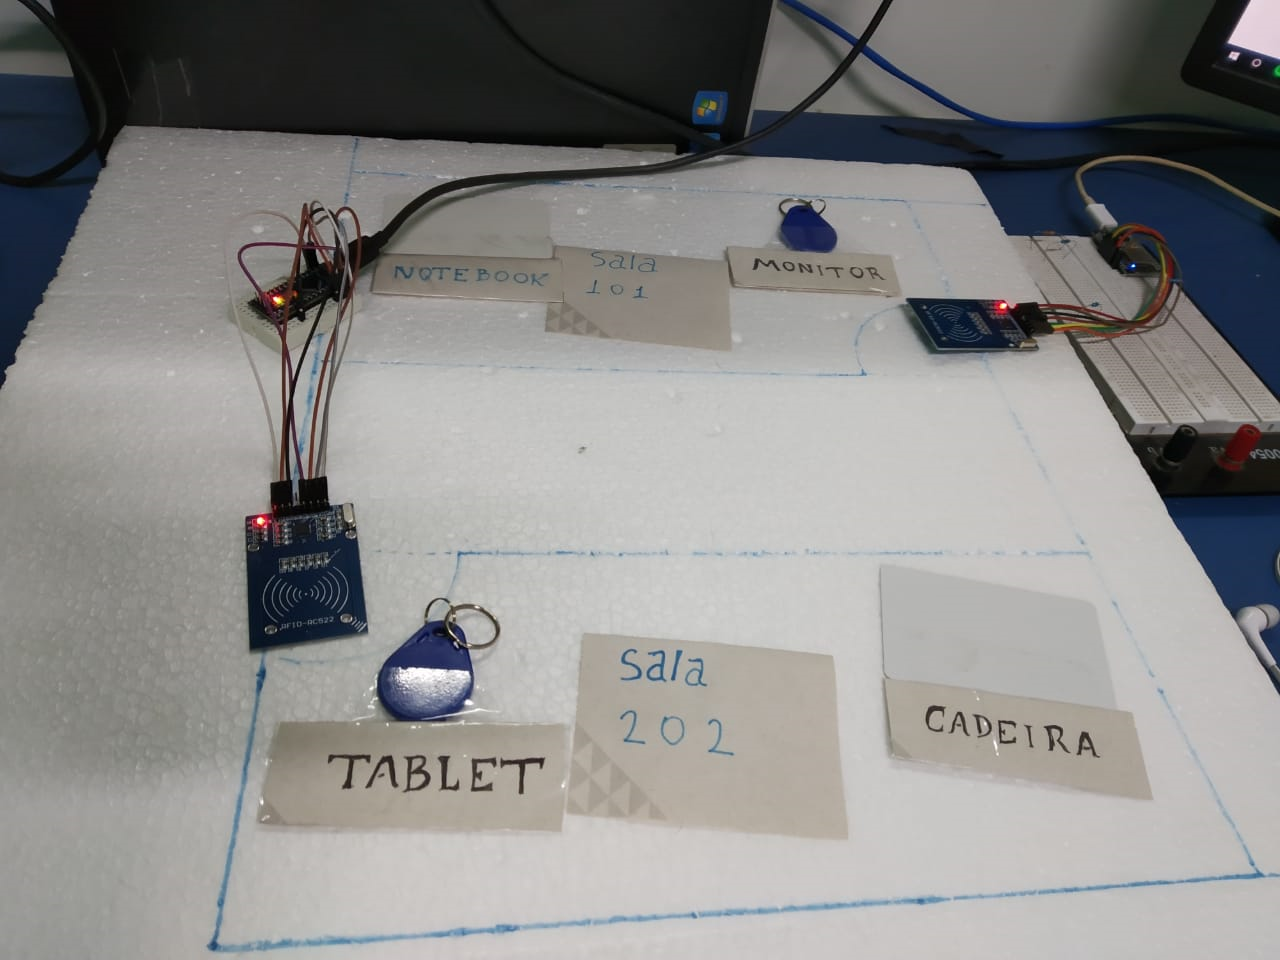 NOTEBOOK
Sala
101
MONITOR
RFID-RC522
Sala
202
TABLET
CADEIRA